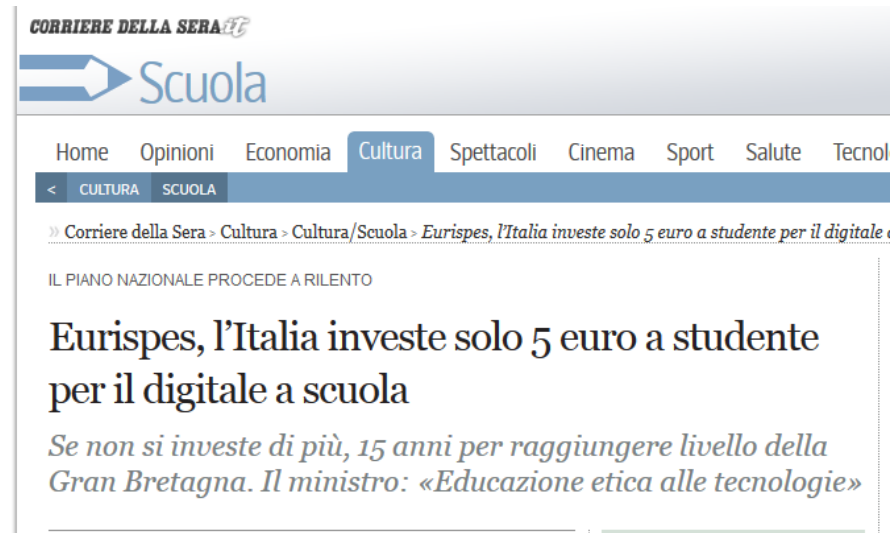 CORRIERE DELLA SERA.it
Scuola
Home Opinioni Economia Cultura Spettacoli Cinema Sport Salute Tecnol
< CULTURA SCUOLA
» Corriere della Sera > Cultura > Cultura/Scuola > Eurispes, l'Italia investe solo 5 euro a studente per il digitale
IL PIANO NAZIONALE PROCEDE A RILENTO
Eurispes, l'Italia investe solo 5 euro a studente
per il digitale a scuola
Se non si investe di più, 15 anni per raggiungere livello della
Gran Bretagna. Il ministro: «Educazione etica alle tecnologie»